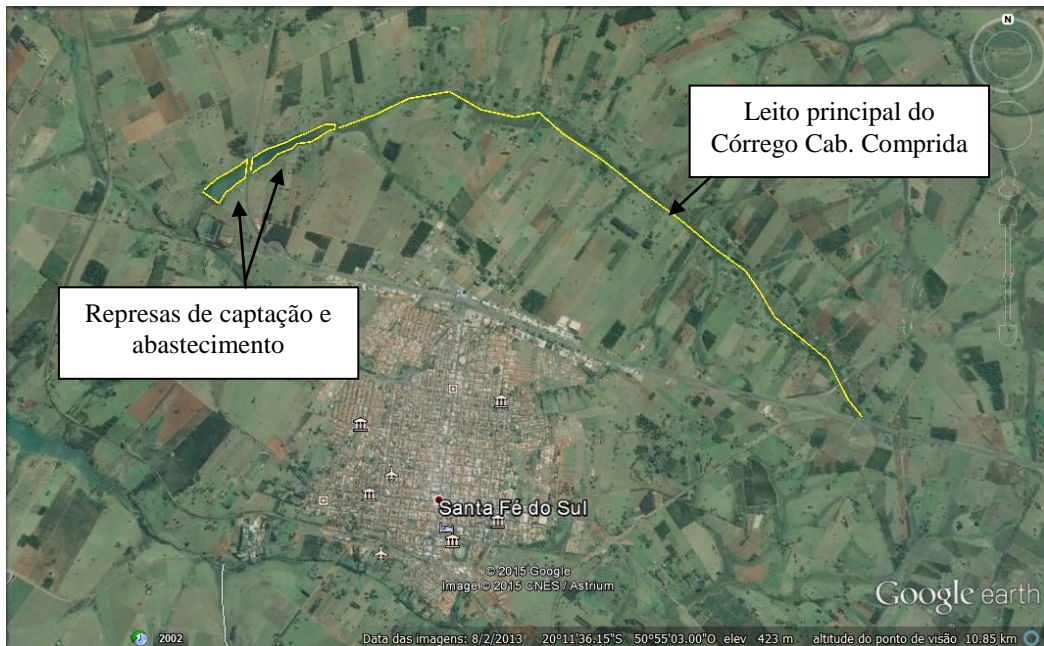 N
Leito principal do
Córrego Cab. Comprida
Represas de captação e
abastecimento
Santa Fé do Sul
© 2015 Google
Image © 2015 CNES / Astrium
Google earth
2002
Data das imagens: 8/2/2013 20°11'36.15"S 50°55'03.00"O elev 423 m altitude do ponto de visão 10.85 km